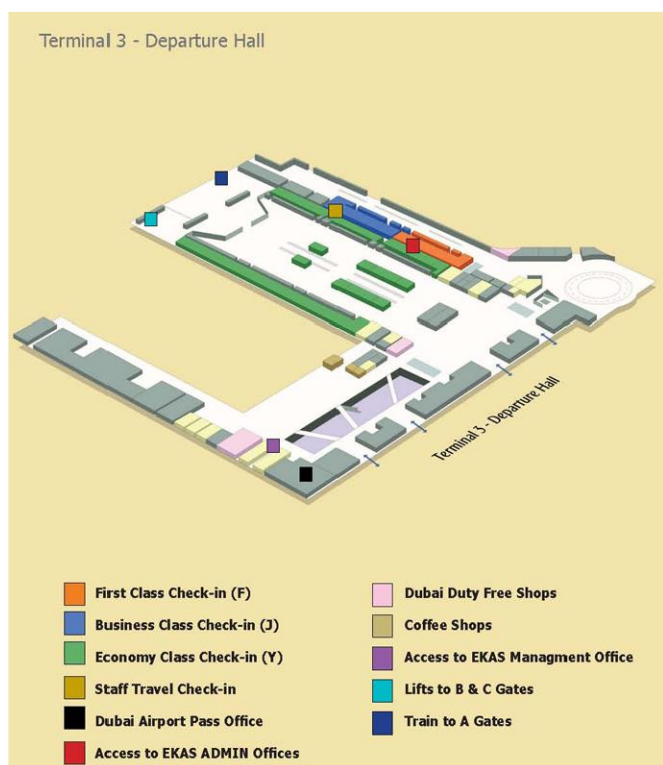 Terminal 3 - Departure Hall
Terminal 3 - Departure Hall
First Class Check-in (F)
Business Class Check-in (J)
Economy Class Check-in (Y)
Staff Travel Check-in
Dubai Airport Pass Office
Access to EKAS ADMIN Offices
Dubai Duty Free Shops
Coffee Shops
Access to EKAS Managment Office
Lifts to B & C Gates
Train to A Gates